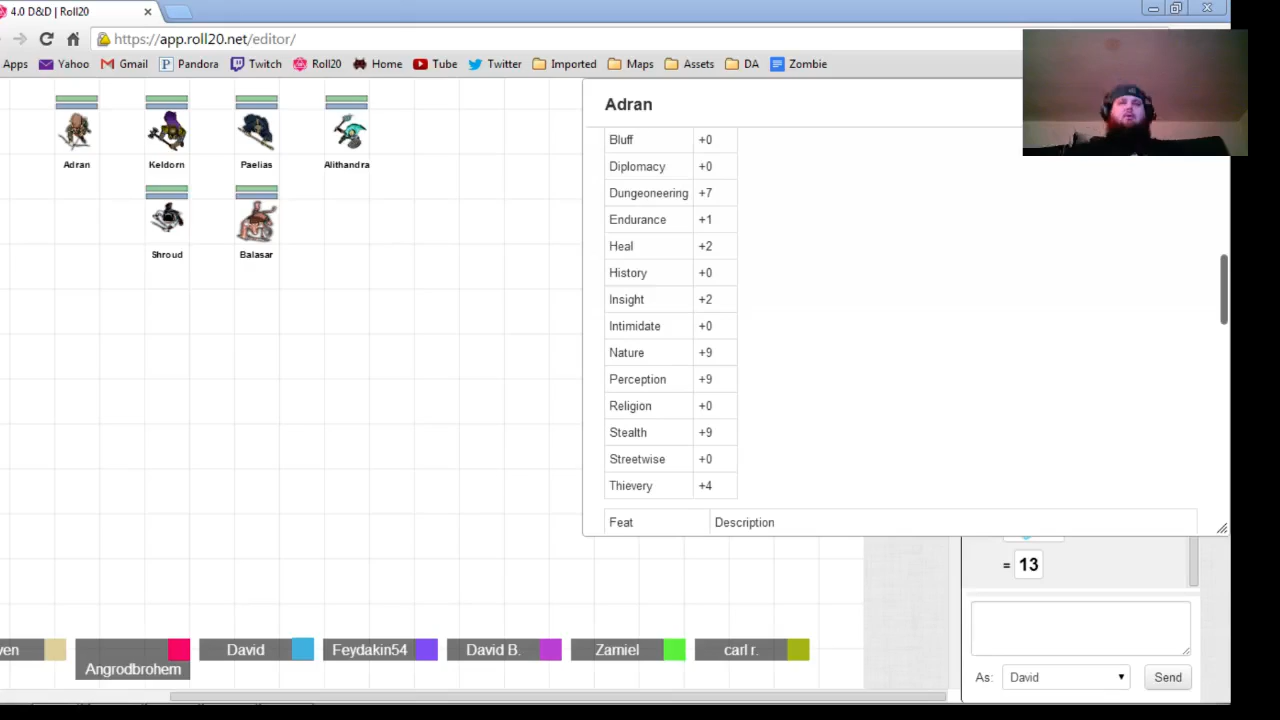 4.0 D&D | Roll20
https://app.roll20.net/editor/
Apps Yahoo Gmail Pandora Twitch Roll20 Home Tube Twitter Imported Maps Assets DA Zombie
Adran Keldorn Paelias Alithandra
Shroud Balasar
Adran
Bluff +0
Diplomacy +0
Dungeoneering +7
Endurance +1
Heal +2
History +0
Insight +2
Intimidate +0
Nature +9
Perception +9
Religion +0
Stealth +9
Streetwise +0
Thievery +4
Feat Description
= 13
ven Angrodbrohem David Feydakin54 David B. Zamiel carl r.
As: David Send